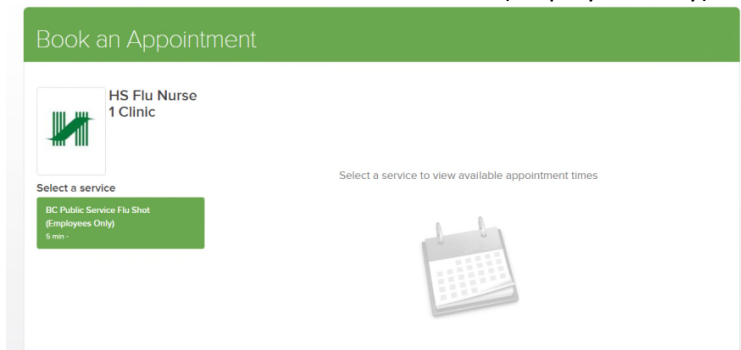 Book an Appointment
HS Flu Nurse
1 Clinic
Select a service to view available appointment times
Select a service
BC Public Service Flu Shot
(Employees Only)
5 min -